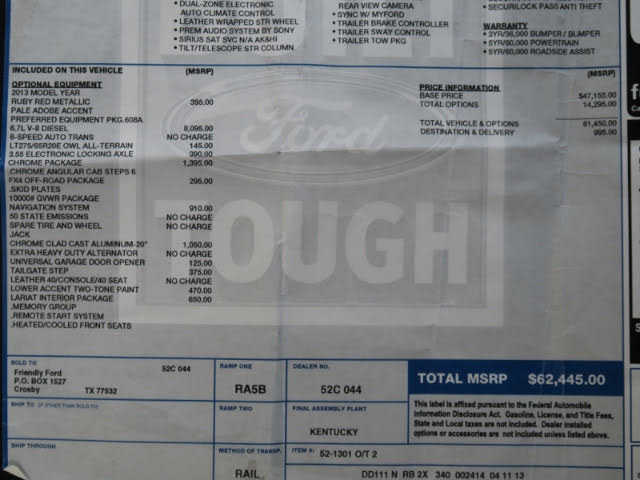 • DUAL-ZONE ELECTRONIC
AUTO CLIMATE CONTROL
• LEATHER WRAPPED STR WHEEL
• PREM AUDIO SYSTEM BY SONY
• SIRIUS SAT SVC N/A AK&HI
• TILT/TELESCOPE STR COLUMN
REAR VIEW CAMERA
• SYNC W/ MYFORD
• TRAILER BRAKE CONTROLLER
• TRAILER SWAY CONTROL
• TRAILER TOW PKG
• SECURILOCK PASS ANTI THEFT
WARRANTY
• 3YR/36,000 BUMPER / BUMPER
• 5YR/60,000 POWERTRAIN
• 5YR/60,000 ROADSIDE ASSIST
INCLUDED ON THIS VEHICLE (MSRP)
OPTIONAL EQUIPMENT
2013 MODEL YEAR
RUBY RED METALLIC 395.00
PALE ADOBE ACCENT
PREFERRED EQUIPMENT PKG.608A
6.7L V-8 DIESEL 8,095.00
6-SPEED AUTO TRANS NO CHARGE
LT275/65R20E OWL ALL-TERRAIN 145.00
3.55 ELECTRONIC LOCKING AXLE 390.00
CHROME PACKAGE 1,395.00
.CHROME ANGULAR CAB STEPS 6
FX4 OFF-ROAD PACKAGE 295.00
.SKID PLATES
10000# GVWR PACKAGE
NAVIGATION SYSTEM 910.00
50 STATE EMISSIONS NO CHARGE
SPARE TIRE AND WHEEL NO CHARGE
JACK
CHROME CLAD CAST ALUMINUM-20"
EXTRA HEAVY DUTY ALTERNATOR NO CHARGE
UNIVERSAL GARAGE DOOR OPENER 125.00
TAILGATE STEP 375.00
LEATHER 40/CONSOLE/40 SEAT NO CHARGE
LOWER ACCENT TWO-TONE PAINT 470.00
LARIAT INTERIOR PACKAGE 650.00
.MEMORY GROUP
.REMOTE START SYSTEM
.HEATED/COOLED FRONT SEATS
(MSRP)
PRICE INFORMATION
BASE PRICE $47,155.00
TOTAL OPTIONS 14,295.00
TOTAL VEHICLE & OPTIONS 61,450.00
DESTINATION & DELIVERY 995.00
Ford
TOUGH
SOLD TO
52C 044
Friendly Ford
P.O. BOX 1527
Crosby TX 77532
SHIP TO (IF OTHER THAN SOLD TO)
SHIP THROUGH
RAMP ONE
RA5B
RAMP TWO
METHOD OF TRANSP.
RAIL
DEALER NO.
52C 044
FINAL ASSEMBLY PLANT
KENTUCKY
ITEM #:
52-1301 O/T 2
TOTAL MSRP $62,445.00
This label is affixed pursuant to the Federal Automobile
Information Disclosure Act. Gasoline, License, and Title Fees,
State and Local taxes are not included. Dealer installed
options or accessories are not included unless listed above.
DD111 N RB 2X 340 002414 04 11 13